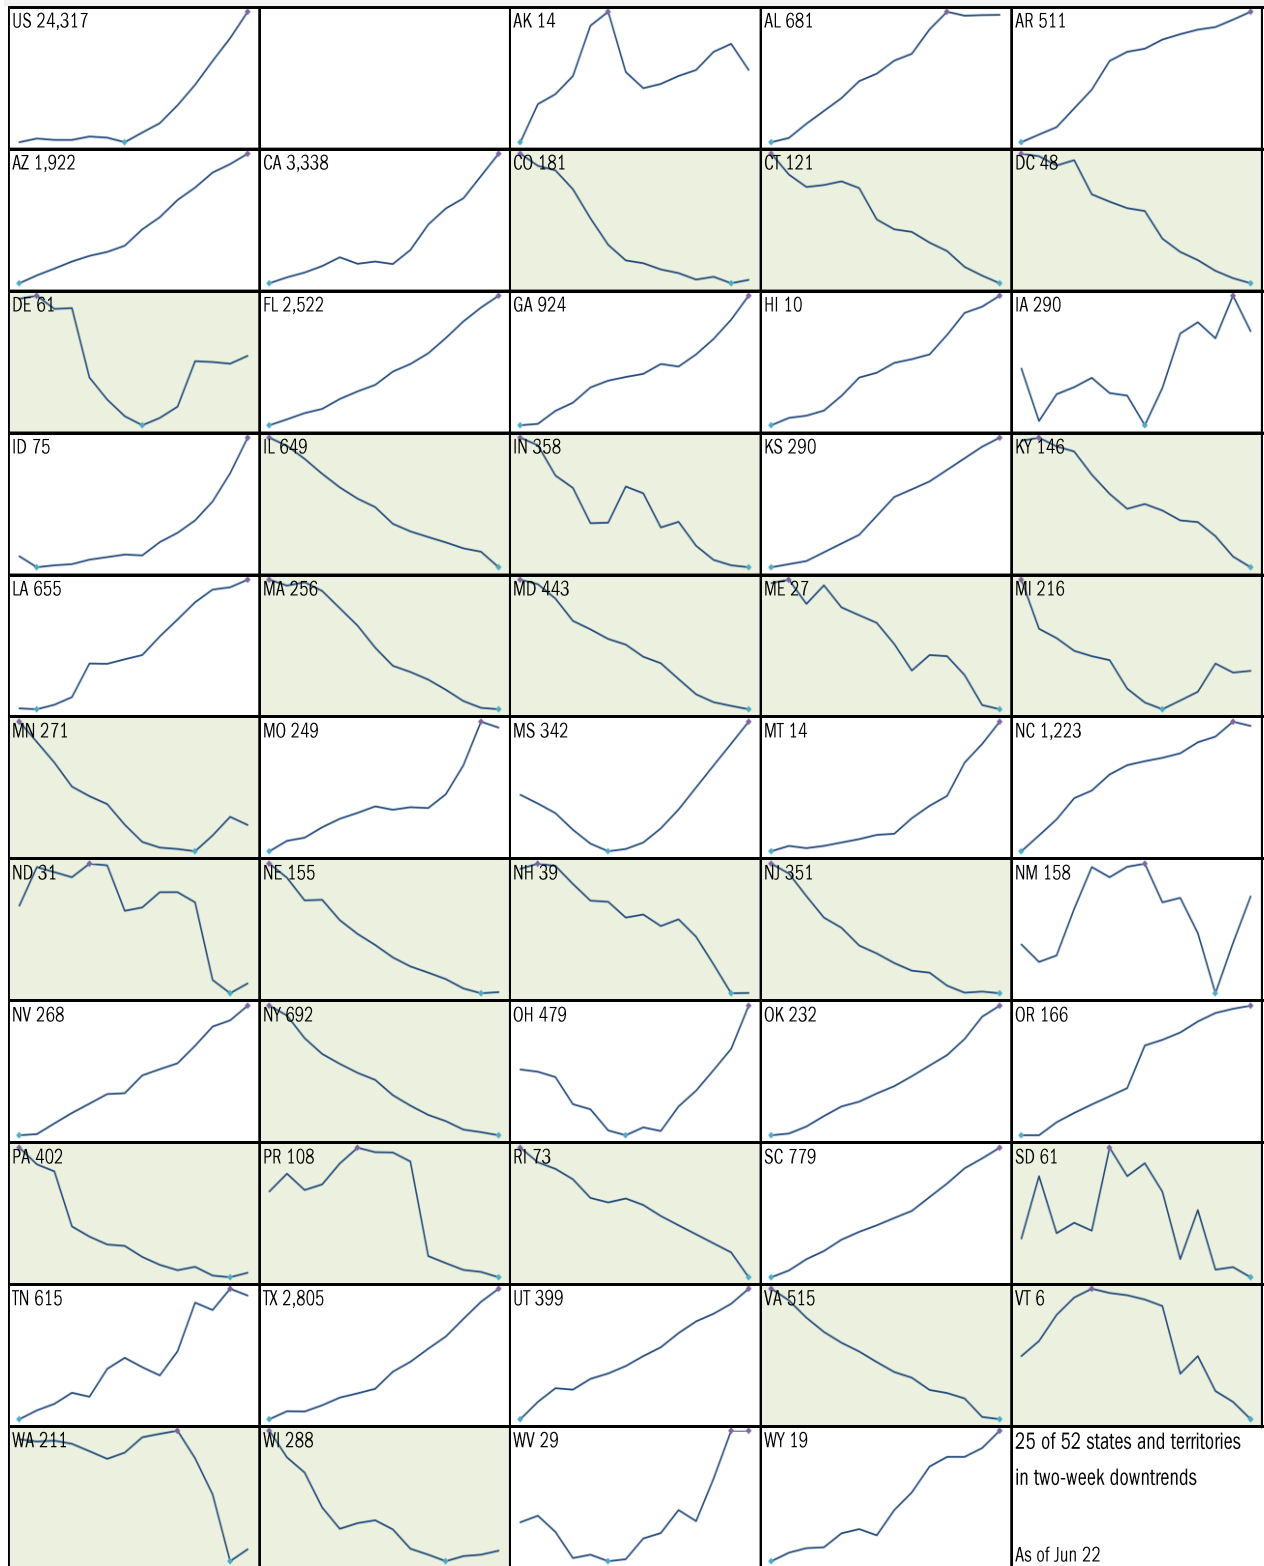 US 24,317
AK 14
AL 681
AR 511
AZ 1,922
CA 3,338
CO 181
CT 121
DC 48
DE 61
FL 2,522
GA 924
HI 10
IA 290
ID 75
IL 649
IN 358
KS 290
KY 146
LA 655
MA 256
MD 443
ME 27
MI 216
MN 271
MO 249
MS 342
MT 14
NC 1,223
ND 31
NE 155
NH 39
NJ 351
NM 158
NV 268
NY 692
OH 479
OK 232
OR 166
PA 402
PR 108
RI 73
SC 779
SD 61
TN 615
TX 2,805
UT 399
VA 515
VT 6
WA 211
WI 288
WV 29
WY 19
25 of 52 states and territories
in two-week downtrends
As of Jun 22